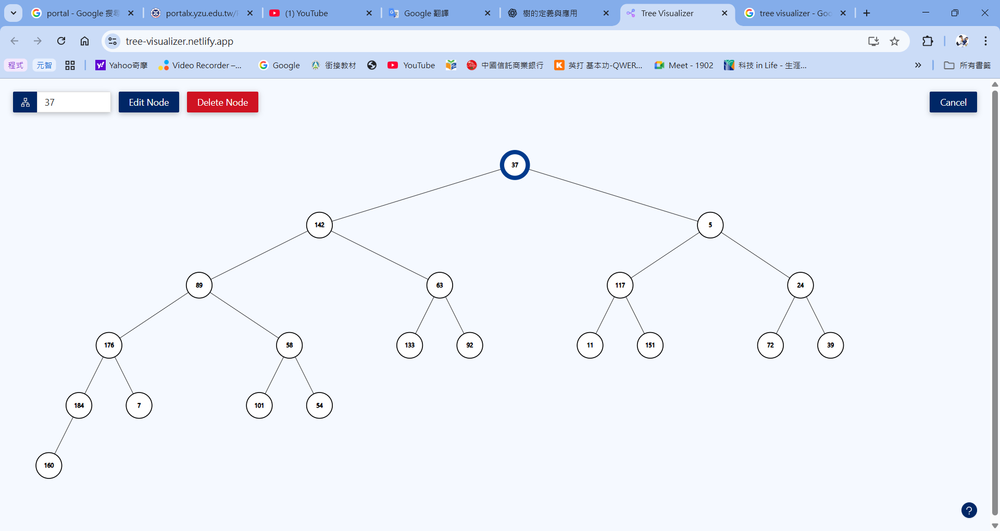 portal - Google 搜尋
portalx.yzu.edu.tw/
(1) YouTube
Google 翻譯
樹的定義與應用
Tree Visualizer
tree visualizer - Goo
tree-visualizer.netlify.app
程式
元智
Yahoo奇摩
Video Recorder –...
Google
銜接教材
YouTube
中國信託商業銀行
英打 基本功-QWER...
Meet - 1902
科技 in Life - 生涯...
所有書籤
37
Edit Node
Delete Node
Cancel
37
142
5
89
63
117
24
176
58
133
92
11
151
72
39
184
7
101
54
160
?